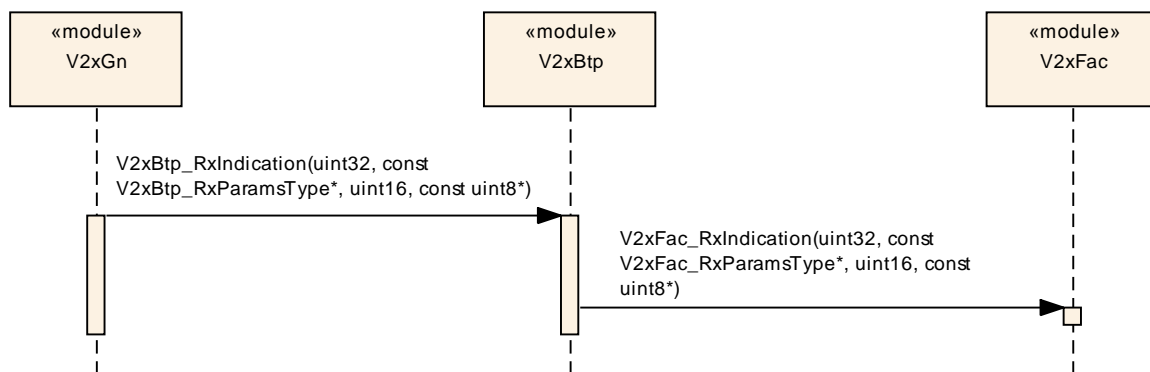 «module»
V2xGn
«module»
V2xBtp
«module»
V2xFac
V2xBtp_RxIndication(uint32, const
V2xBtp_RxParamsType*, uint16, const uint8*)
V2xFac_RxIndication(uint32, const
V2xFac_RxParamsType*, uint16, const
uint8*)